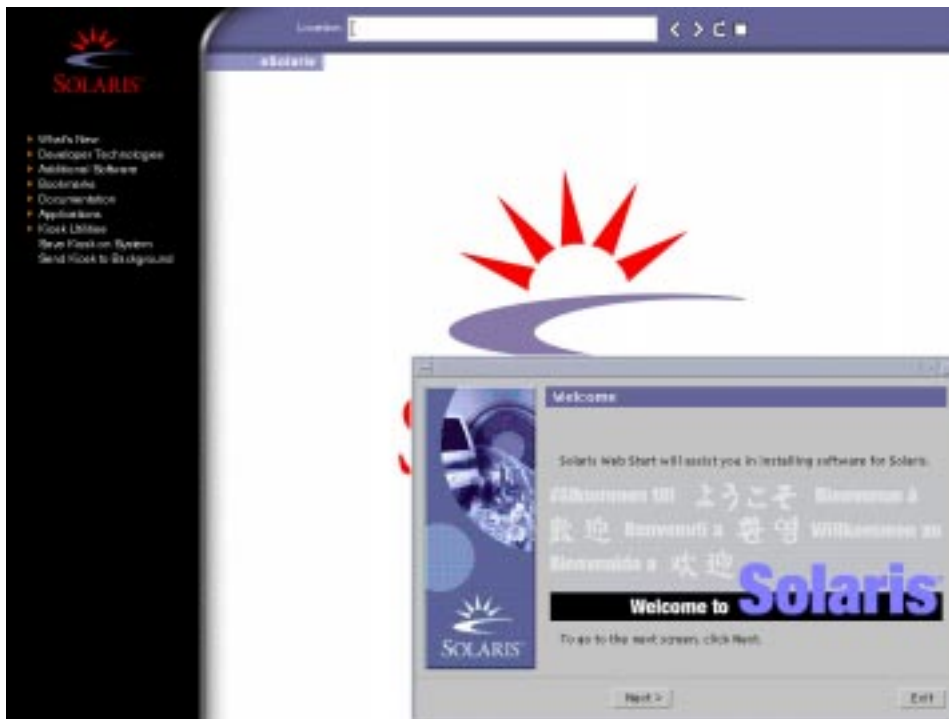 Location:
eSolaris
SOLARIS
What's New
Developer Technologies
Additional Software
Bookmarks
Documentation
Applications
Kiosk Utilities
Save Kiosk on System
Send Kiosk to Background
S
Welcome
Solaris Web Start will assist you in installing software for Solaris.
Välkommen till ようこそ Bienvenue à
歡迎 Benvenuti a 환영 Willkommen an
Bienvenido a 欢迎
Welcome to Solaris
To go to the next screen, click Next.
SOLARIS
Next >
Exit